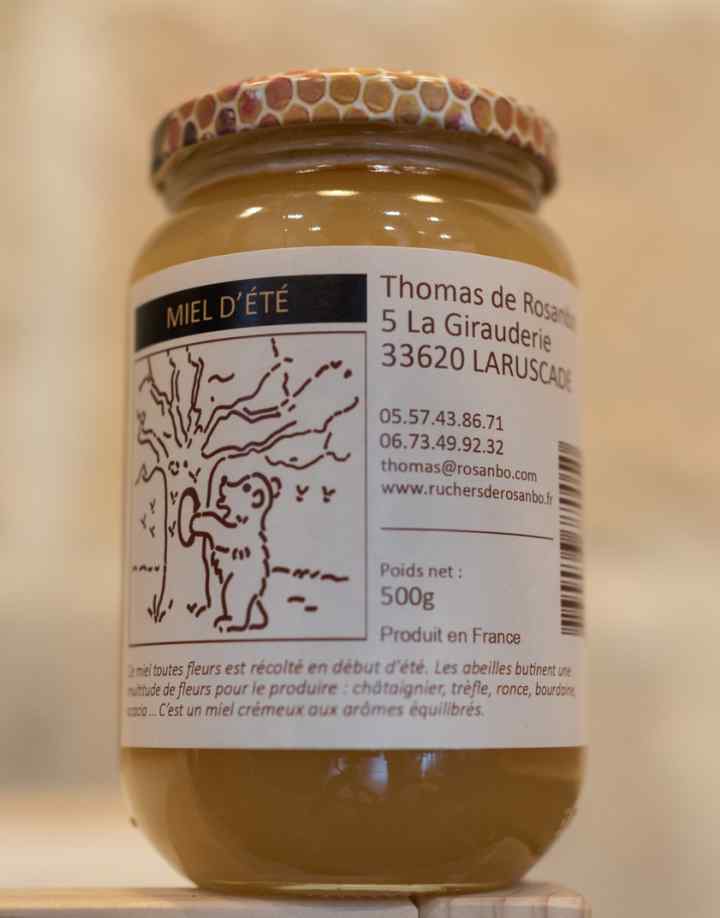 MIEL D'ÉTÉ
Thomas de Rosanbo
5 La Girauderie
33620 LARUSCADE
05.57.43.86.71
06.73.49.92.32
thomas@rosanbo.com
www.ruchersderosanbo.fr
Poids net :
500g
Produit en France
Ce miel toutes fleurs est récolté en début d'été. Les abeilles butinent une
multitude de fleurs pour le produire : châtaignier, trèfle, ronce, bourdaine,
acacia ... C'est un miel crémeux aux arômes équilibrés.